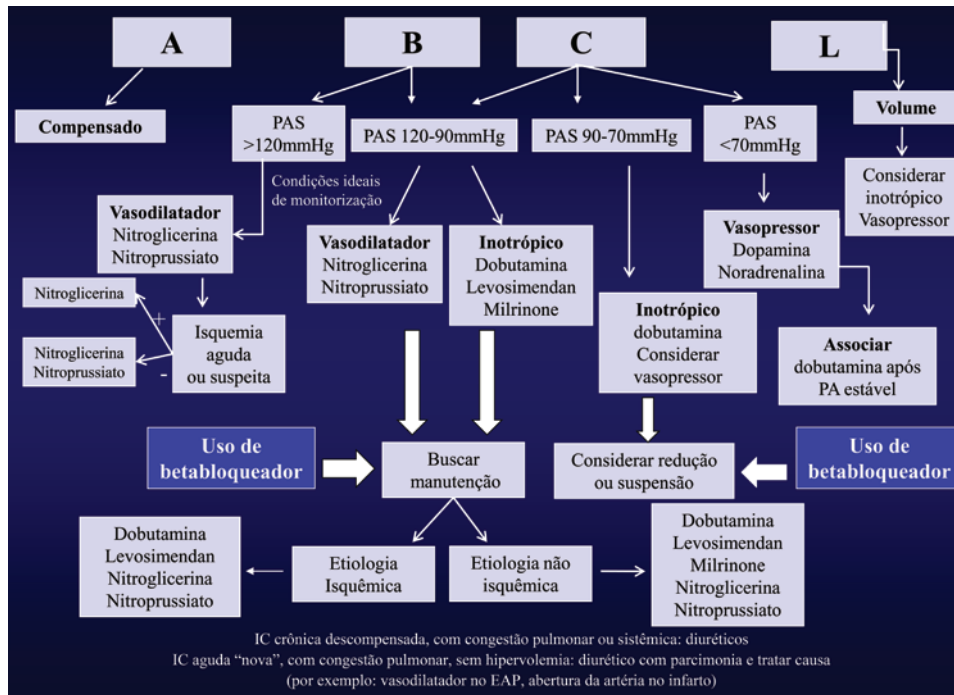 A
B
C
L
Compensado
PAS
>120mmHg
PAS 120-90mmHg
PAS 90-70mmHg
PAS
<70mmHg
Volume
Considerar
inotrópico
Vasopressor
Condições ideais
de monitorização
Vasodilatador
Nitroglicerina
Nitroprussiato
Vasodilatador
Nitroglicerina
Nitroprussiato
Inotrópico
Dobutamina
Levosimendan
Milrinone
Vasopressor
Dopamina
Noradrenalina
Nitroglicerina
+
Nitroglicerina
Nitroprussiato
-
Isquemia
aguda
ou suspeita
Inotrópico
dobutamina
Considerar
vasopressor
Associar
dobutamina após
PA estável
Uso de
betabloqueador
Buscar
manutenção
Considerar redução
ou suspensão
Uso de
betabloqueador
Dobutamina
Levosimendan
Nitroglicerina
Nitroprussiato
Etiologia
Isquêmica
Etiologia não
isquêmica
Dobutamina
Levosimendan
Milrinone
Nitroglicerina
Nitroprussiato
IC crônica descompensada, com congestão pulmonar ou sistêmica: diuréticos
IC aguda “nova”, com congestão pulmonar, sem hipervolemia: diurético com parcimonia e tratar causa
(por exemplo: vasodilatador no EAP, abertura da artéria no infarto)